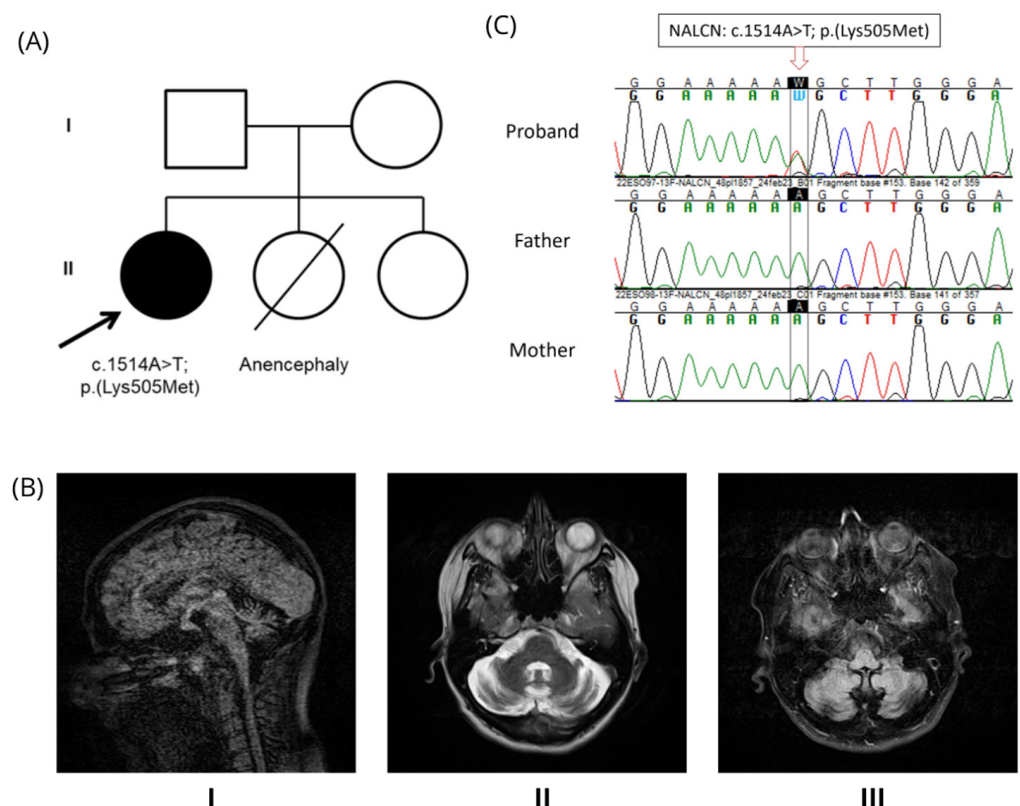 (A)
I
II
c.1514A>T;
p.(Lys505Met)
Anencephaly
(C)
NALCN: c.1514A>T; p.(Lys505Met)
G G A A A A A W G C T T G G G A
G G A A A A A W G C T T G G G A
Proband
22ESO97-13F-NALCN_48pl1857_24feb23_B01 Fragment base #153. Base 142 of 359
G G A A A A A A G C T T G G G A
G G A A A A A A G C T T G G G A
Father
22ESO98-13F-NALCN_48pl1857_24feb23_C01 Fragment base #153. Base 141 of 357
G G A A A A A A G C T T G G G A
G G A A A A A A G C T T G G G A
Mother
(B)
I
II
III